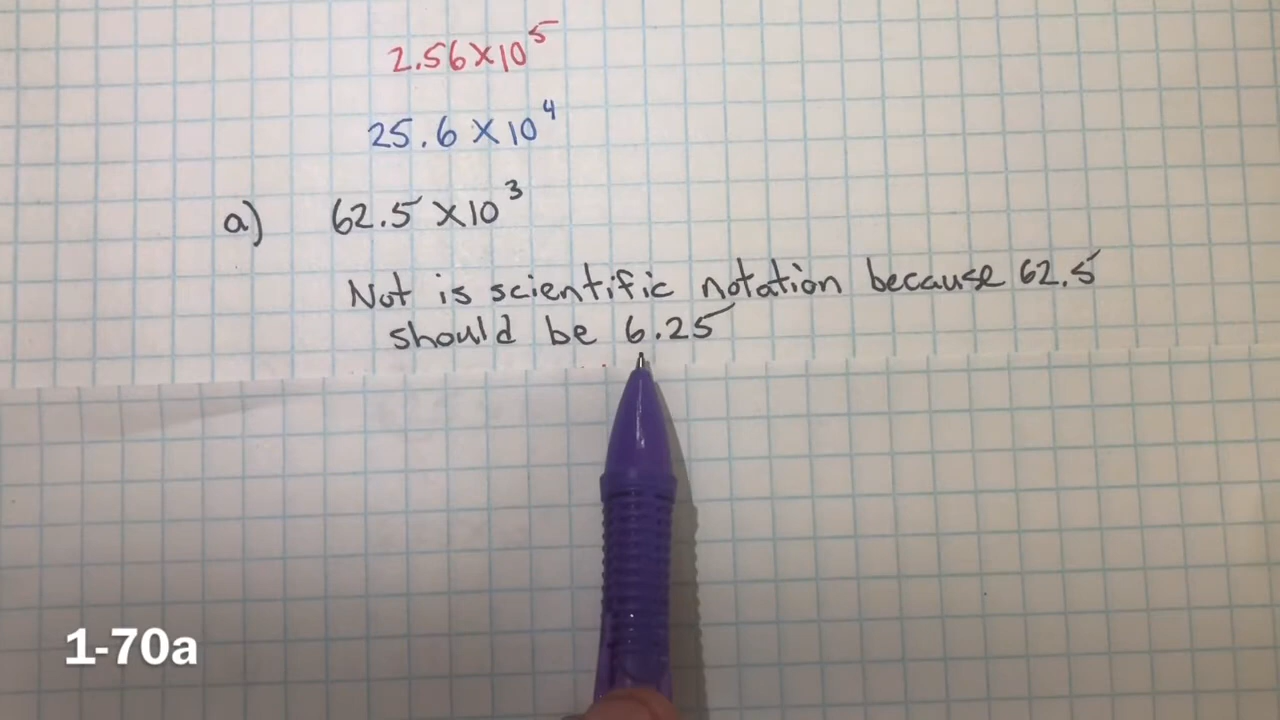 2.56×10⁵
25.6×10⁴
a) 62.5×10³
Not is scientific notation because 62.5
should be 6.25
1-70a